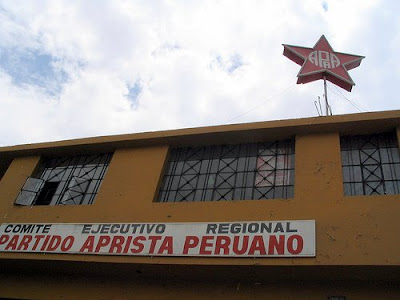 APRA
COMITE EJECUTIVO REGIONAL
PARTIDO APRISTA PERUANO